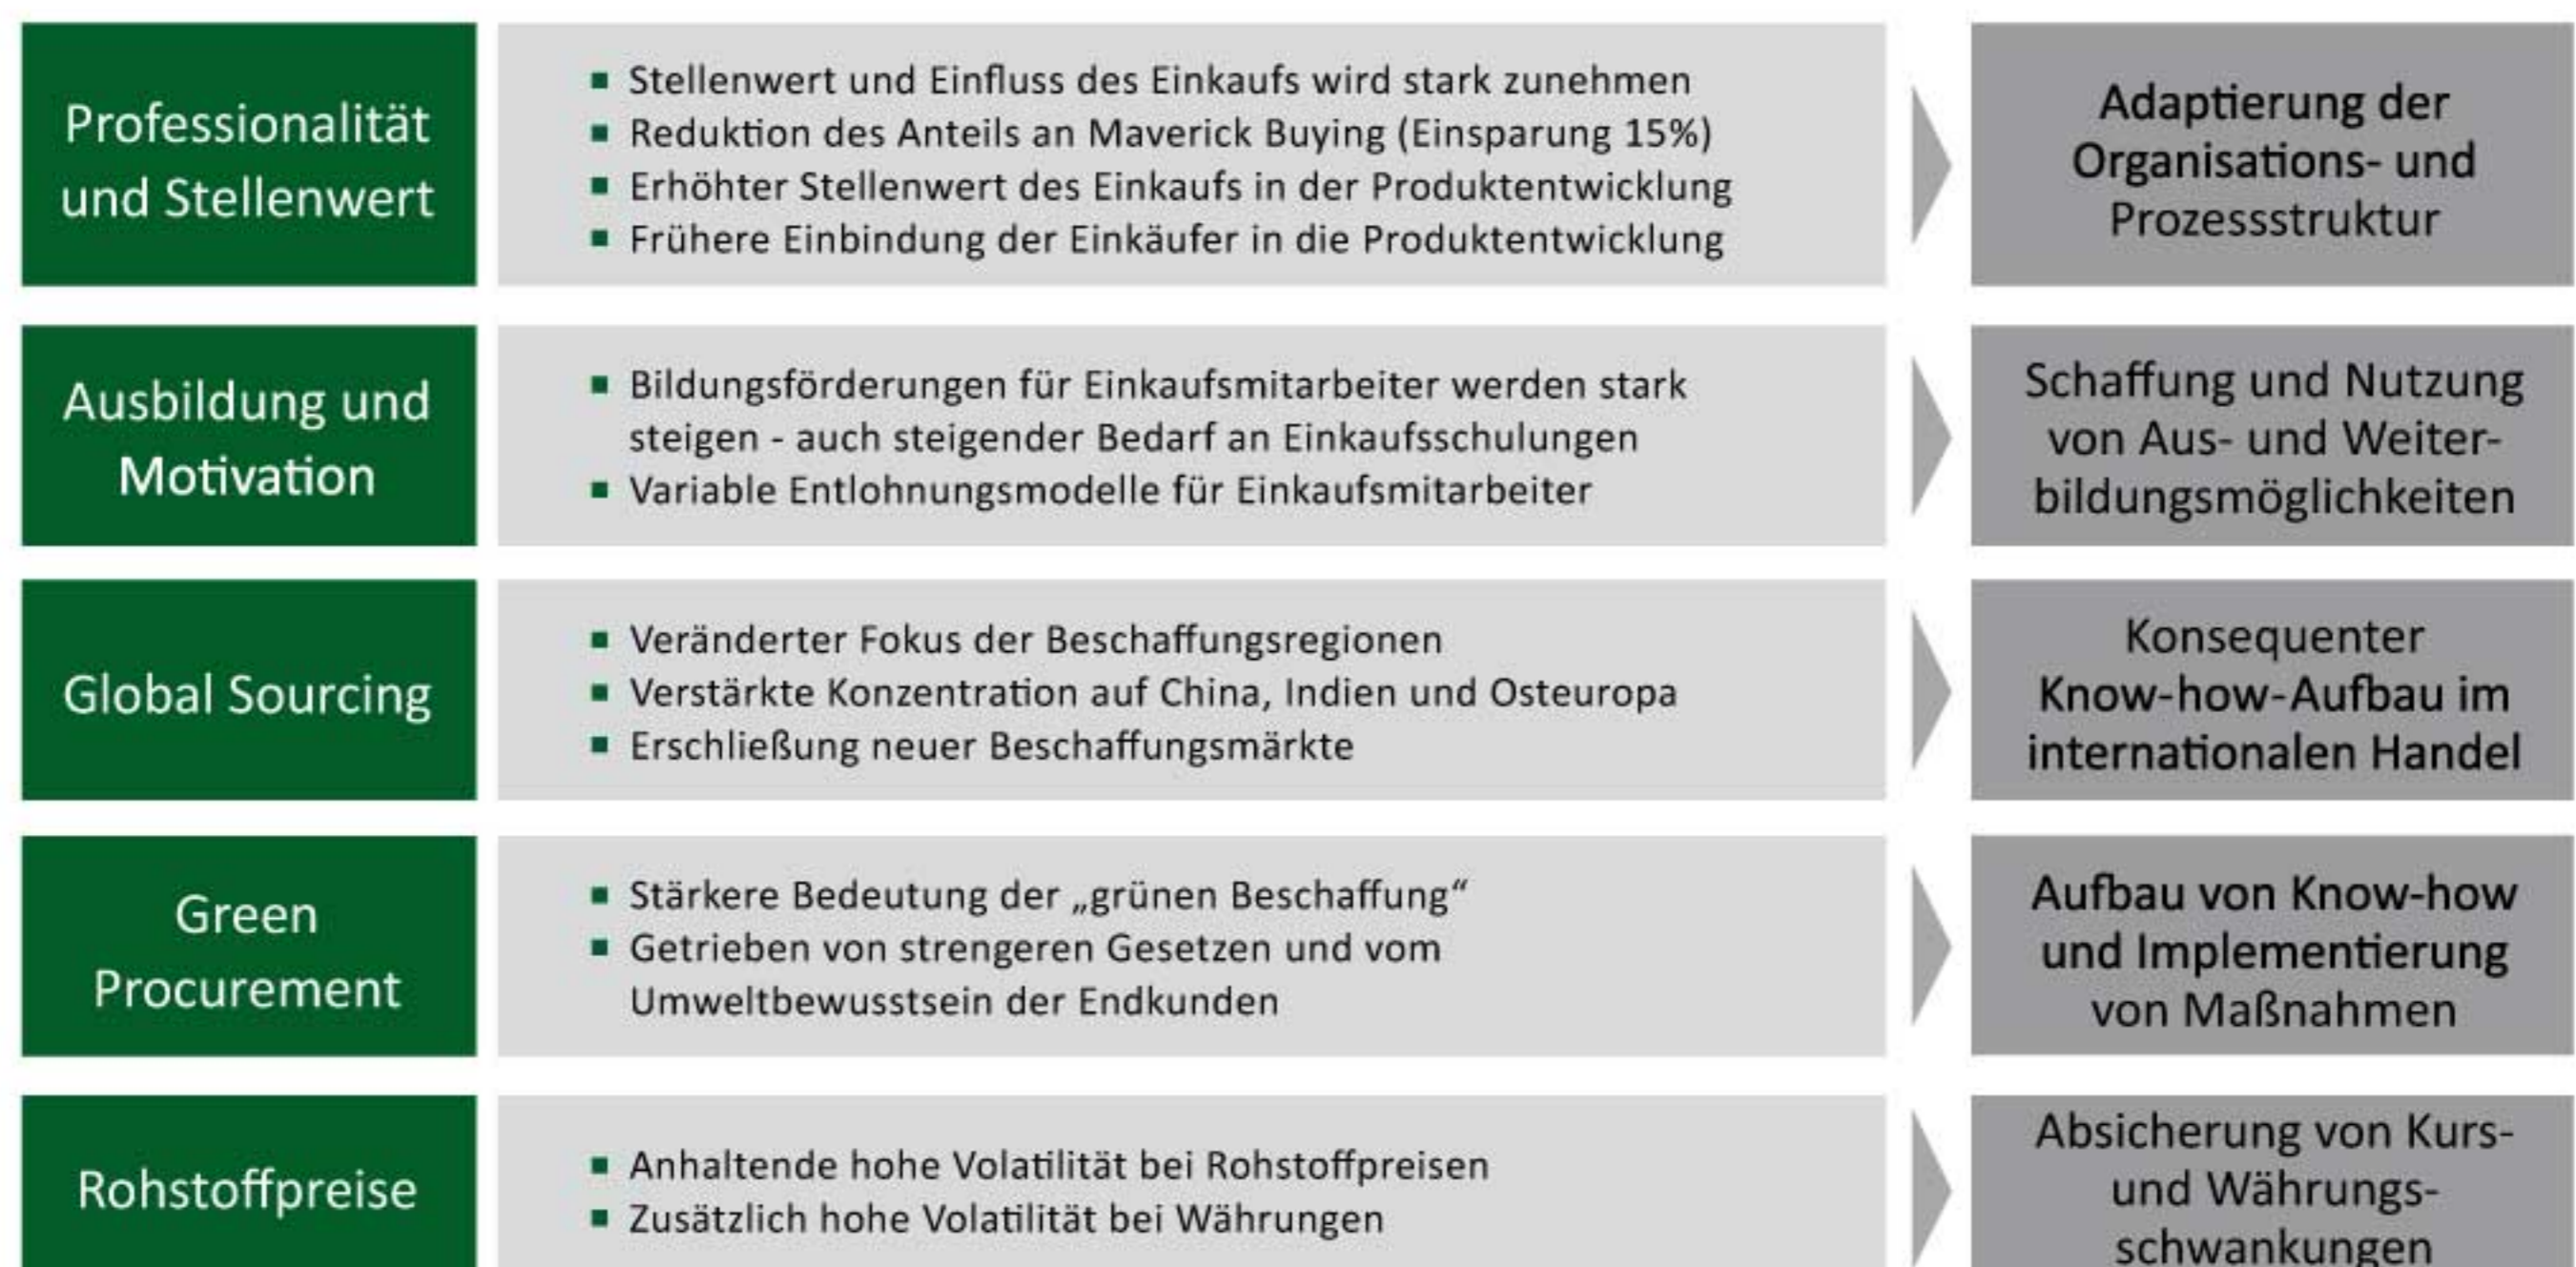 Professionalität
und Stellenwert
▪ Stellenwert und Einfluss des Einkaufs wird stark zunehmen
▪ Reduktion des Anteils an Maverick Buying (Einsparung 15%)
▪ Erhöhter Stellenwert des Einkaufs in der Produktentwicklung
▪ Frühere Einbindung der Einkäufer in die Produktentwicklung
Adaptierung der
Organisations- und
Prozessstruktur
Ausbildung und
Motivation
▪ Bildungsförderungen für Einkaufsmitarbeiter werden stark
steigen - auch steigender Bedarf an Einkaufsschulungen
▪ Variable Entlohnungsmodelle für Einkaufsmitarbeiter
Schaffung und Nutzung
von Aus- und Weiter-
bildungsmöglichkeiten
Global Sourcing
▪ Veränderter Fokus der Beschaffungsregionen
▪ Verstärkte Konzentration auf China, Indien und Osteuropa
▪ Erschließung neuer Beschaffungsmärkte
Konsequenter
Know-how-Aufbau im
internationalen Handel
Green
Procurement
▪ Stärkere Bedeutung der „grünen Beschaffung“
▪ Getrieben von strengeren Gesetzen und vom
Umweltbewusstsein der Endkunden
Aufbau von Know-how
und Implementierung
von Maßnahmen
Rohstoffpreise
▪ Anhaltende hohe Volatilität bei Rohstoffpreisen
▪ Zusätzlich hohe Volatilität bei Währungen
Absicherung von Kurs-
und Währungs-
schwankungen